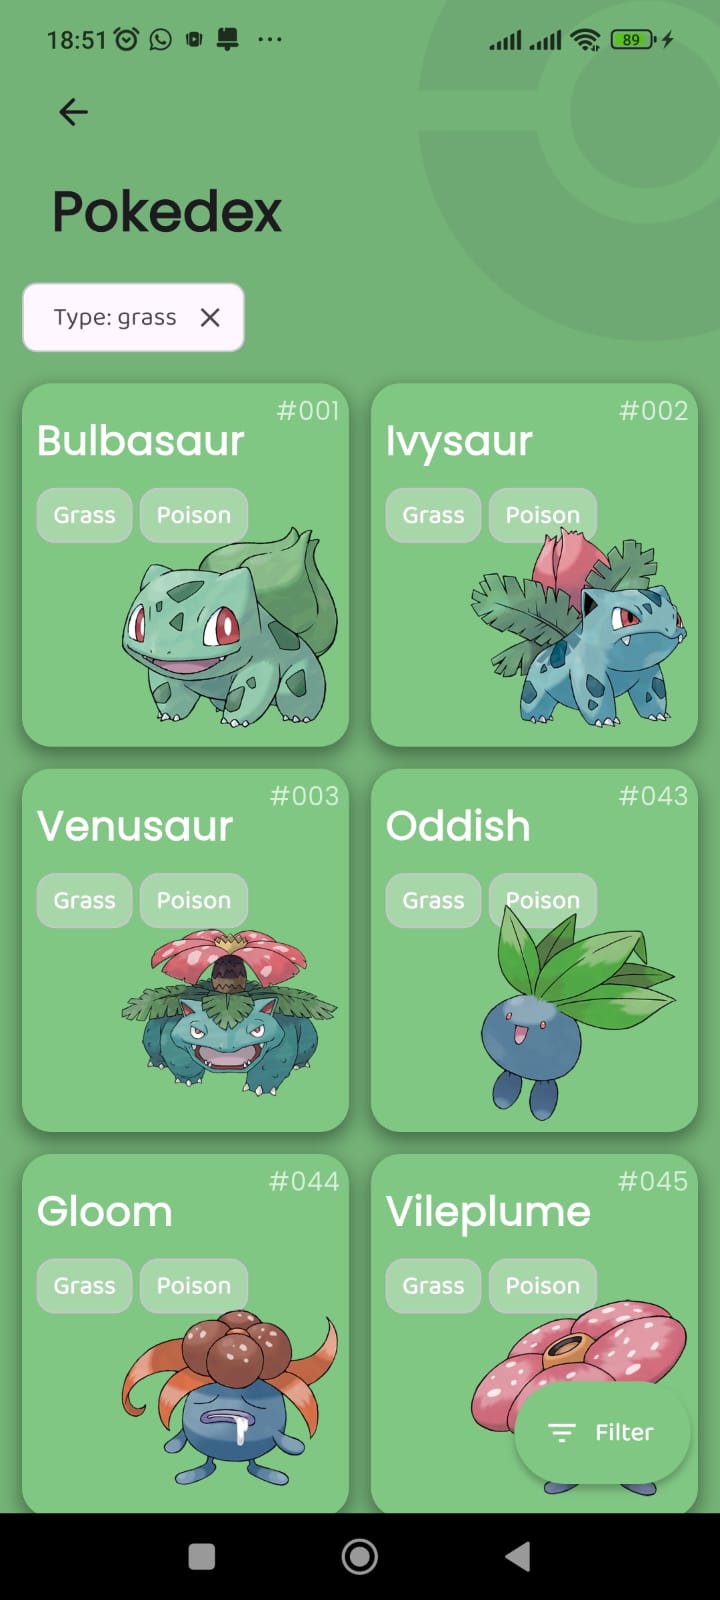 18:51
89
Pokedex
Type: grass
#001
Bulbasaur
Grass Poison
#002
Ivysaur
Grass Poison
#003
Venusaur
Grass Poison
#043
Oddish
Grass Poison
#044
Gloom
Grass Poison
#045
Vileplume
Grass Poison
Filter